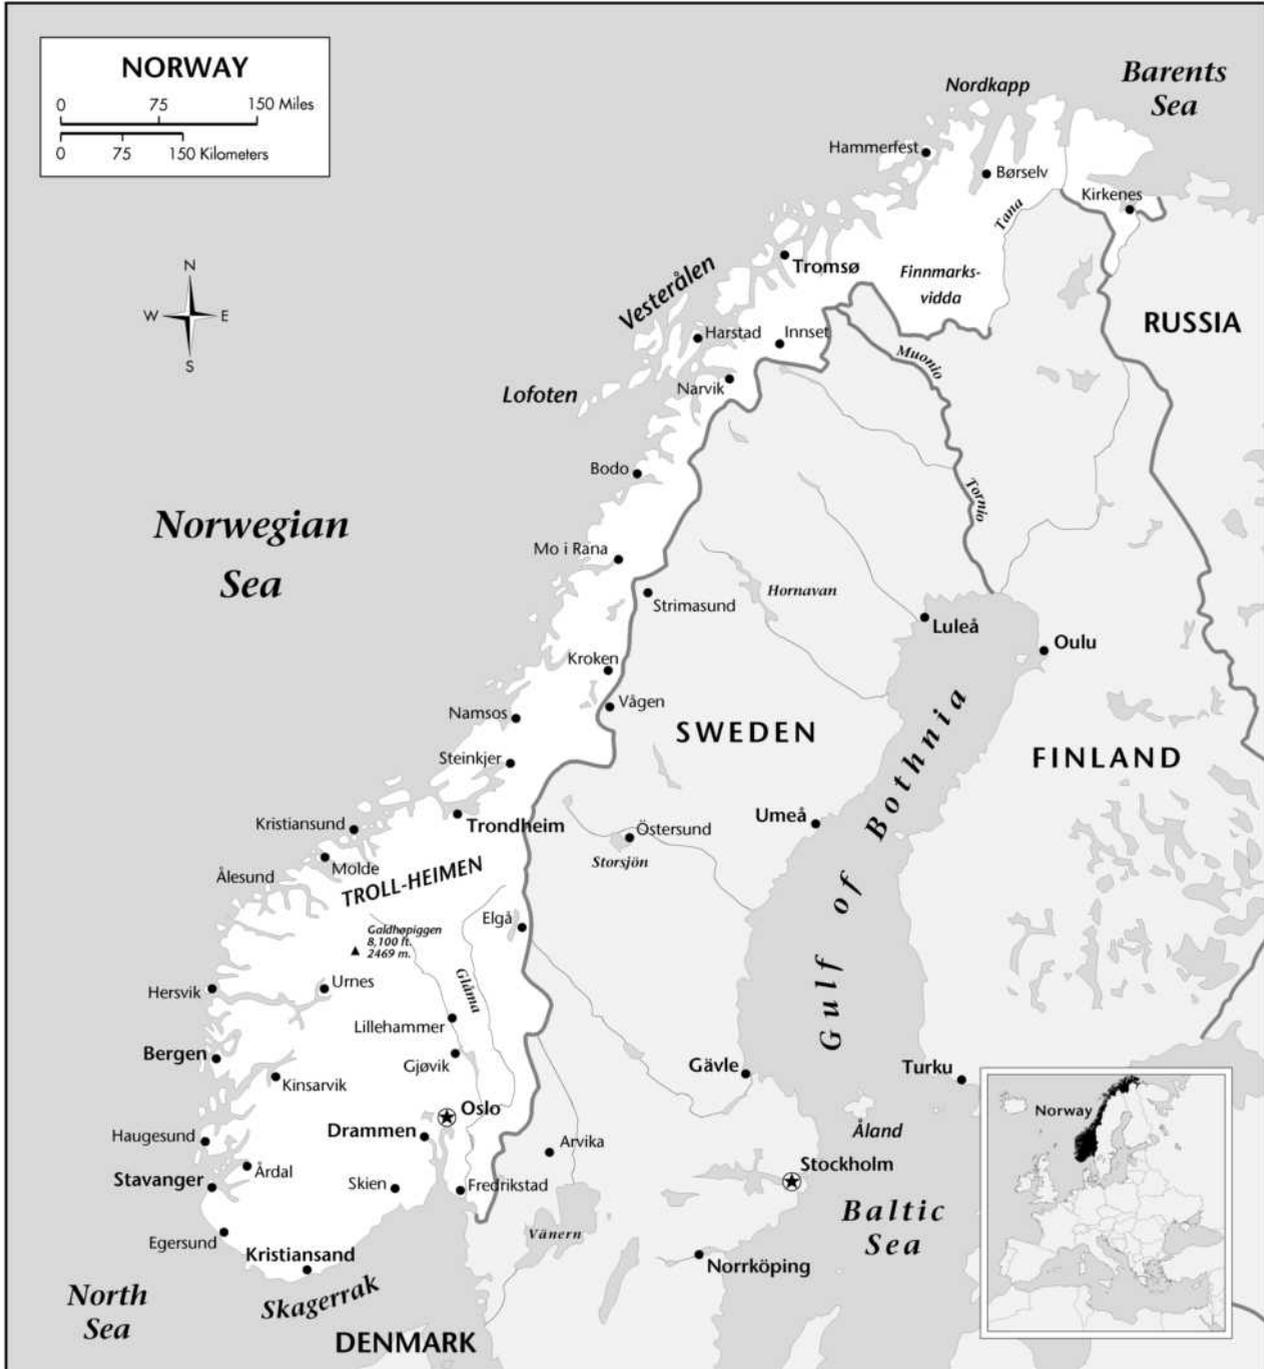 NORWAY
0 75 150 Miles
0 75 150 Kilometers
N
W E
S
Barents
Sea
Nordkapp
Hammerfest
Børselv
Kirkenes
Tana
Tromsø
Finnmarks-
vidda
Vesterålen
RUSSIA
Harstad
Innset
Muonio
Narvik
Lofoten
Bodo
Tornio
Norwegian
Sea
Mo i Rana
Hornavan
Strimasund
Luleå
Oulu
Kroken
Vågen
Namsos
SWEDEN
Steinkjer
FINLAND
Gulf of Bothnia
Kristiansund
Trondheim
Umeå
Östersund
Storsjön
Molde
Ålesund
TROLL-HEIMEN
Elgå
Galdhøpiggen
8,100 ft.
2469 m.
Glåma
Hersvik
Urnes
Lillehammer
Bergen
Gjøvik
Gävle
Turku
Kinsarvik
Oslo
Norway
Haugesund
Drammen
Arvika
Åland
Årdal
Stockholm
Stavanger
Skien
Fredrikstad
Baltic
Sea
Egersund
Vänern
Kristiansand
Norrköping
North
Sea
Skagerrak
DENMARK